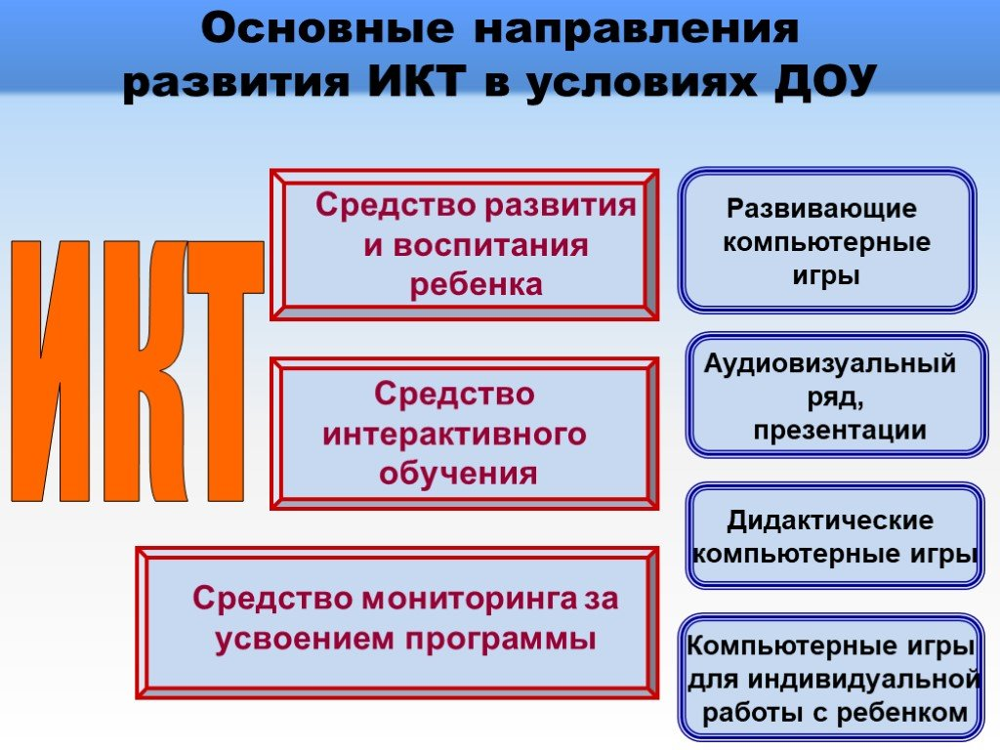 Основные направления
развития ИКТ в условиях ДОУ
ИКТ
Средство развития
и воспитания
ребенка
Средство
интерактивного
обучения
Средство мониторинга за
усвоением программы
Развивающие
компьютерные
игры
Аудиовизуальный
ряд,
презентации
Дидактические
компьютерные игры
Компьютерные игры
для индивидуальной
работы с ребенком